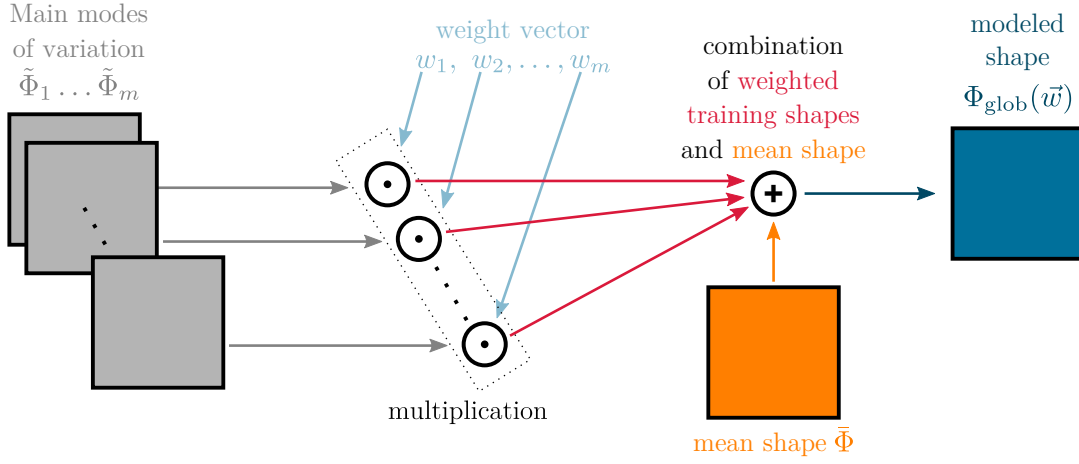 Main modes
of variation
Φ̃₁ … Φ̃ₘ
weight vector
w₁, w₂, …, wₘ
multiplication
combination
of weighted
training shapes
and mean shape
mean shape Φ̄
modeled
shape
Φ_glob(w⃗)